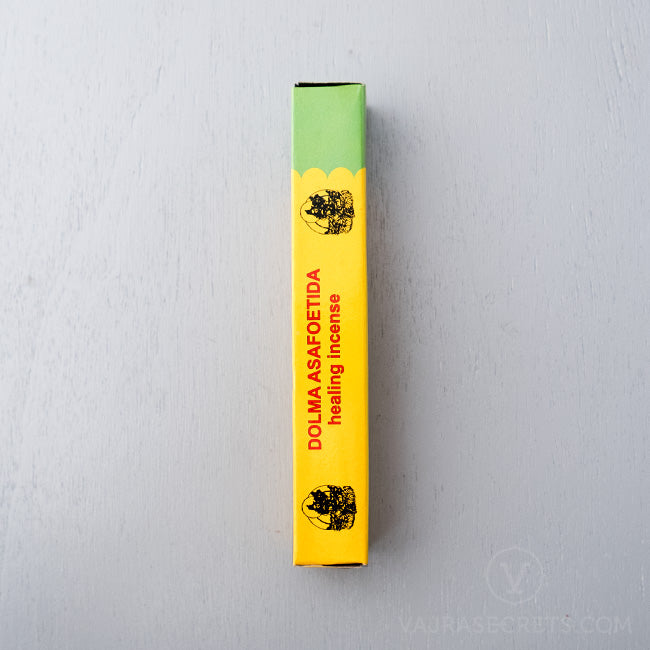 DOLMA ASAFOETIDA
healing incense
V
VAJRASECRETS.COM